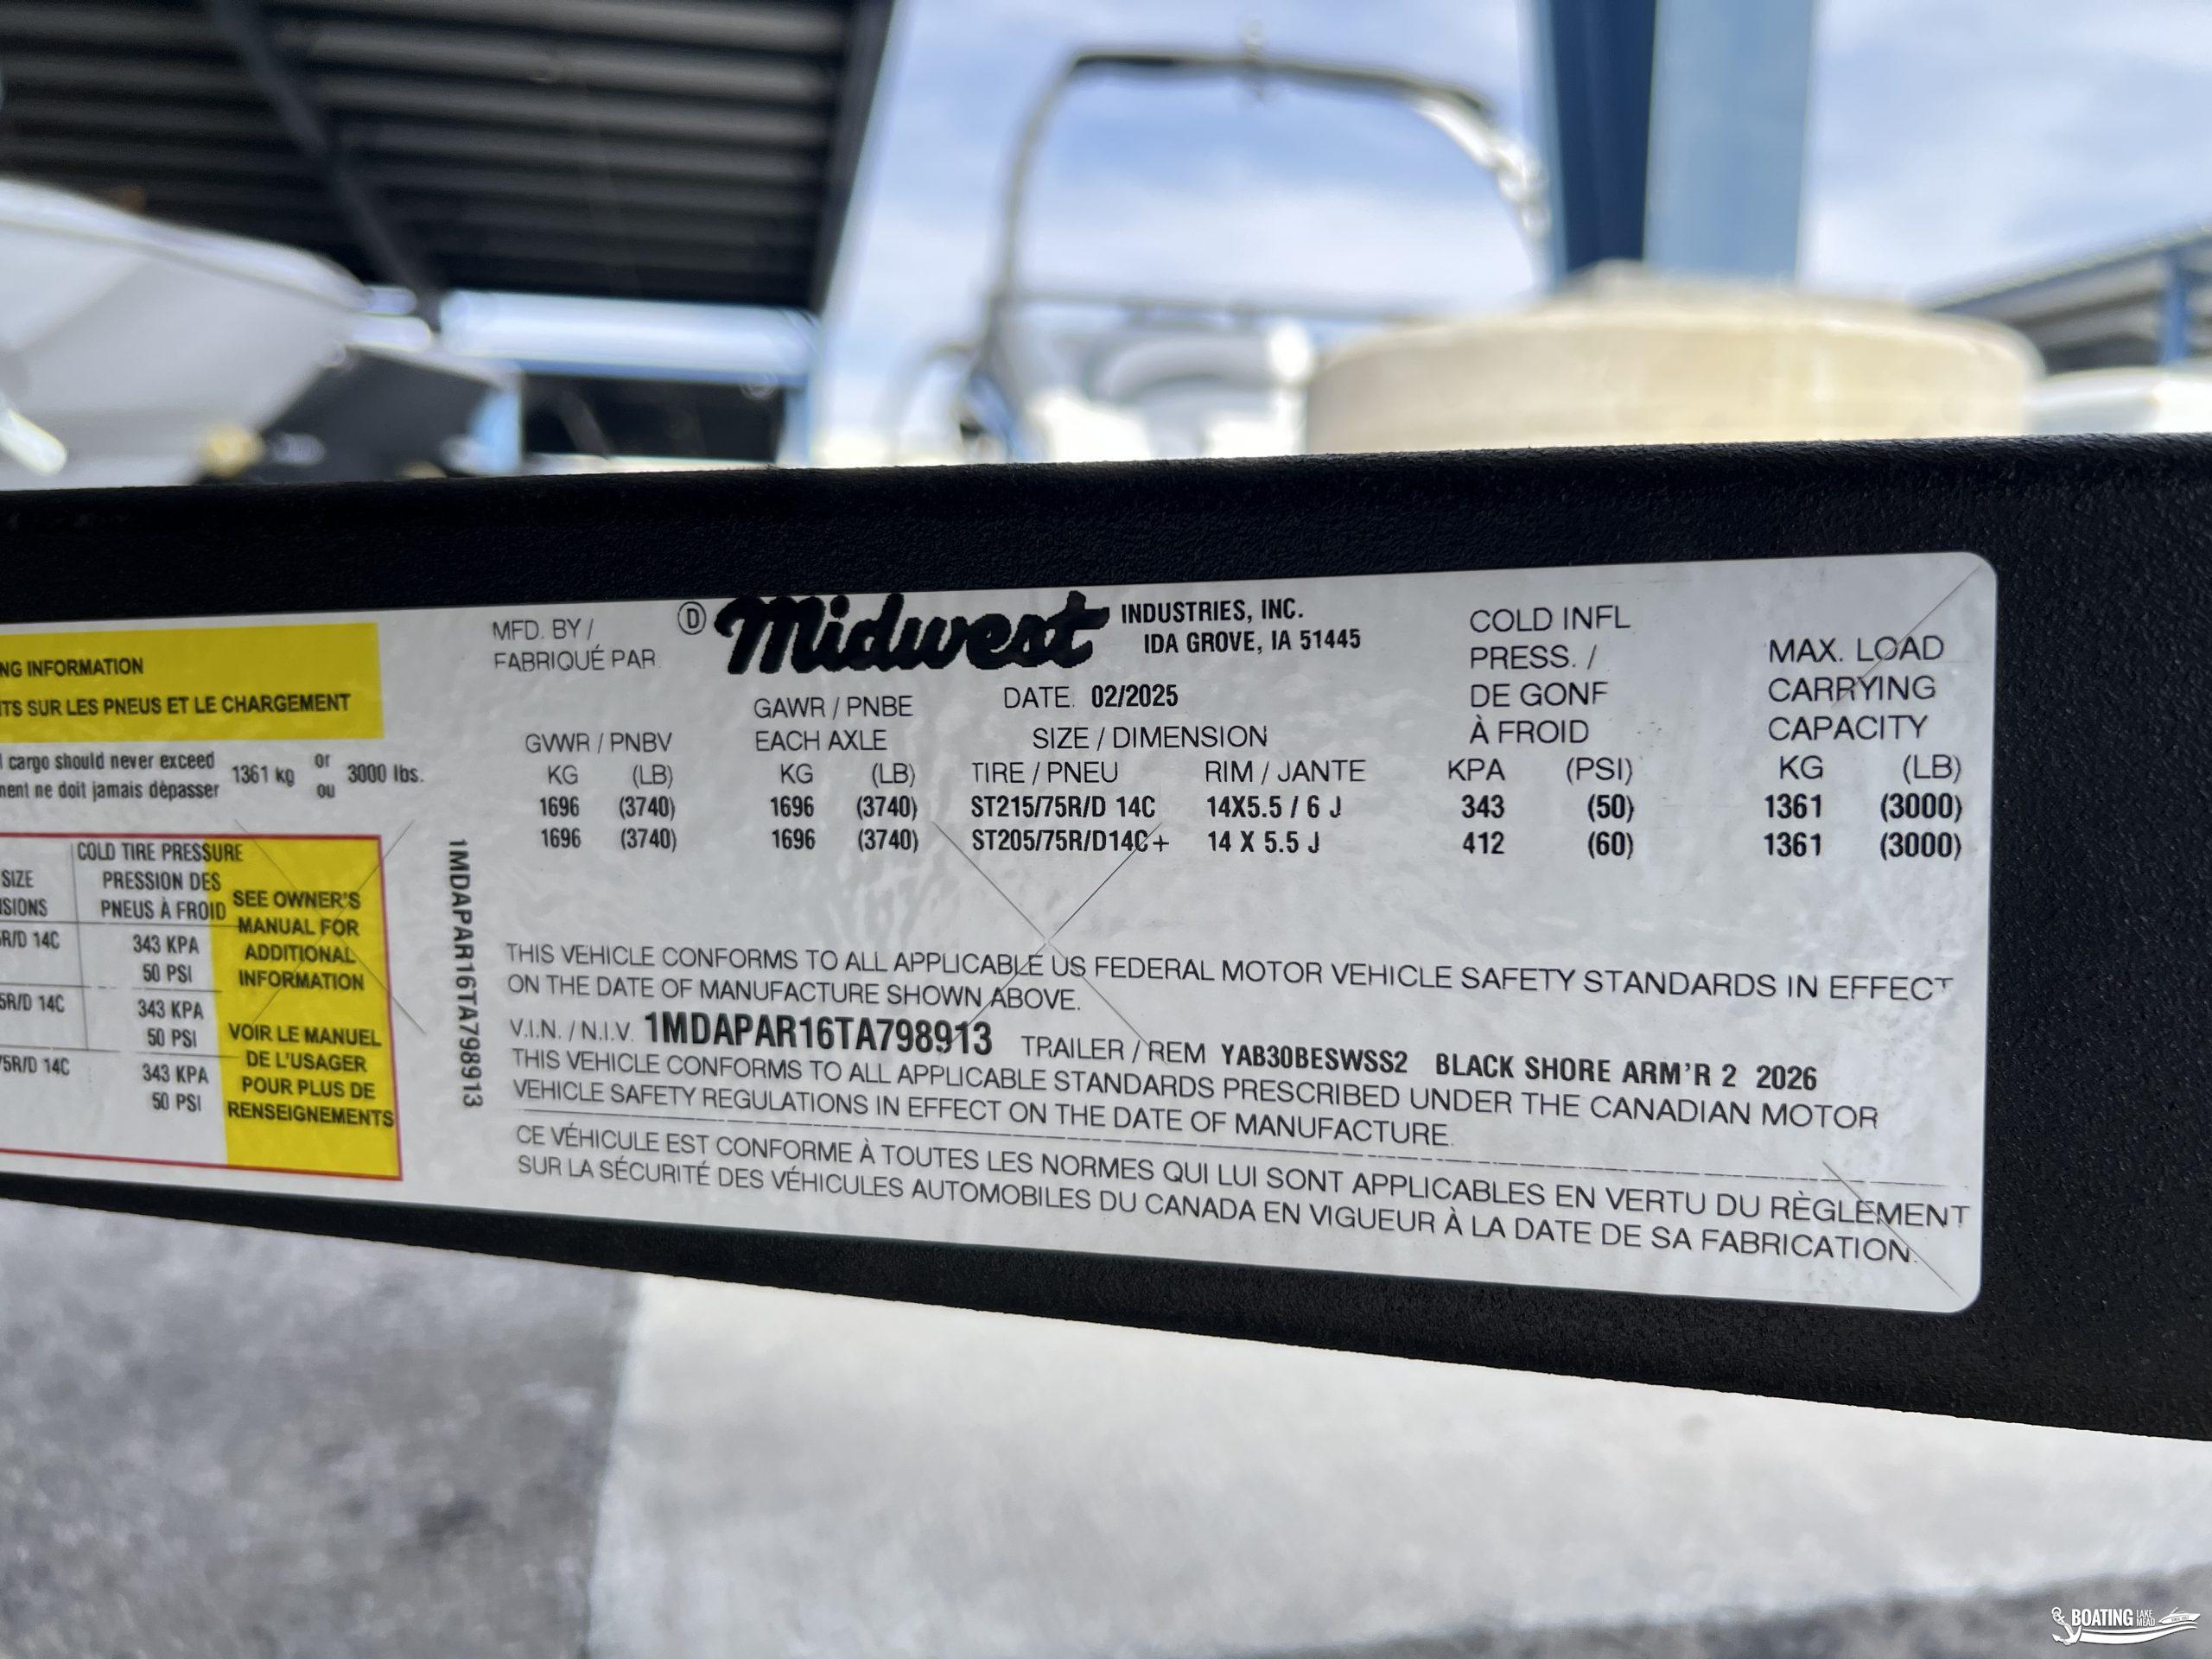 NG INFORMATION
TS SUR LES PNEUS ET LE CHARGEMENT
cargo should never exceed 1361 kg or 3000 lbs.
ment ne doit jamais dépasser ou
COLD TIRE PRESSURE
SIZE PRESSION DES
PNEUS À FROID
R/D 14C 343 KPA
50 PSI
5R/D 14C 343 KPA
50 PSI
75R/D 14C 343 KPA
50 PSI
SEE OWNER'S
MANUAL FOR
ADDITIONAL
INFORMATION
VOIR LE MANUEL
DE L'USAGER
POUR PLUS DE
RENSEIGNEMENTS
1MDAPAR16TA798913
MFD. BY /
FABRIQUÉ PAR
D Midwest INDUSTRIES, INC.
IDA GROVE, IA 51445
DATE. 02/2025
GVWR / PNBV
KG (LB)
1696 (3740)
1696 (3740)
GAWR / PNBE
EACH AXLE
KG (LB)
1696 (3740)
1696 (3740)
SIZE / DIMENSION
TIRE / PNEU RIM / JANTE
ST215/75R/D 14C 14X5.5 / 6 J
ST205/75R/D14C+ 14 X 5.5 J
COLD INFL
PRESS. /
DE GONF
À FROID
KPA (PSI)
343 (50)
412 (60)
MAX. LOAD
CARRYING
CAPACITY
KG (LB)
1361 (3000)
1361 (3000)
THIS VEHICLE CONFORMS TO ALL APPLICABLE US FEDERAL MOTOR VEHICLE SAFETY STANDARDS IN EFFECT
ON THE DATE OF MANUFACTURE SHOWN ABOVE.
V.I.N. / N.I.V. 1MDAPAR16TA798913 TRAILER / REM YAB30BESWSS2 BLACK SHORE ARM'R 2 2026
THIS VEHICLE CONFORMS TO ALL APPLICABLE STANDARDS PRESCRIBED UNDER THE CANADIAN MOTOR
VEHICLE SAFETY REGULATIONS IN EFFECT ON THE DATE OF MANUFACTURE.
CE VÉHICULE EST CONFORME À TOUTES LES NORMES QUI LUI SONT APPLICABLES EN VERTU DU RÈGLEMENT
SUR LA SÉCURITÉ DES VÉHICULES AUTOMOBILES DU CANADA EN VIGUEUR À LA DATE DE SA FABRICATION.
BOATING LAKE MEAD